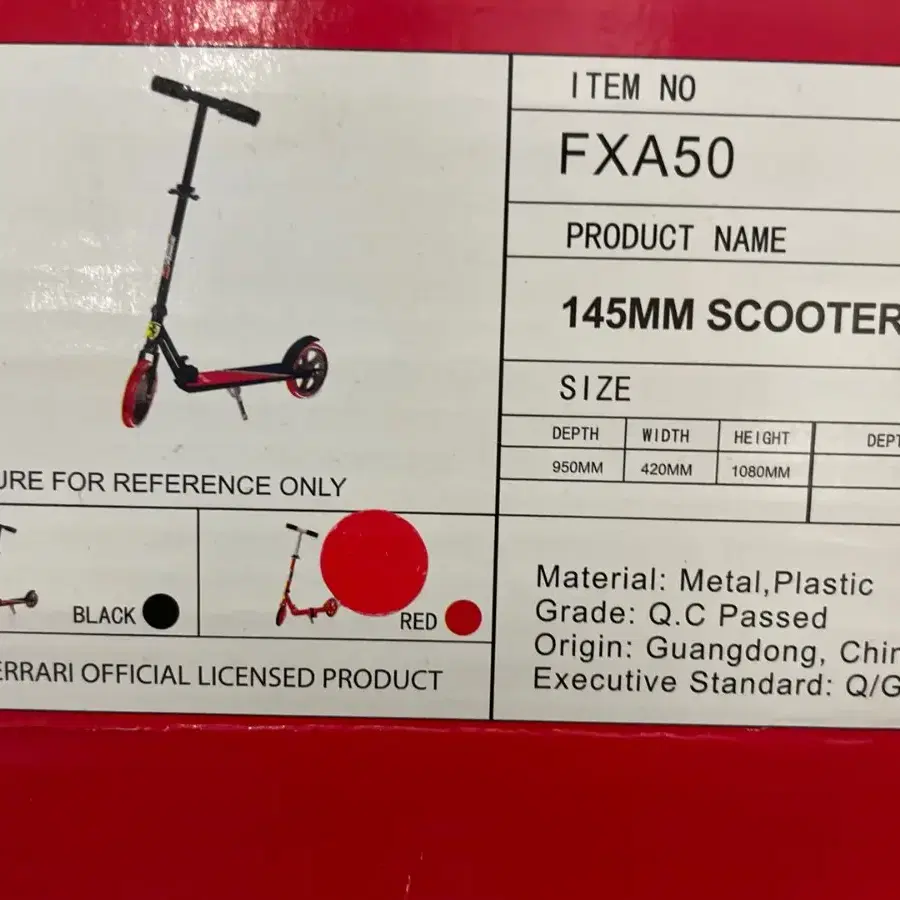 ITEM NO
FXA50
PRODUCT NAME
145MM SCOOTER
SIZE
DEPTH WIDTH HEIGHT DEPT
950MM 420MM 1080MM
URE FOR REFERENCE ONLY
BLACK RED
ERRARI OFFICIAL LICENSED PRODUCT
Material: Metal,Plastic
Grade: Q.C Passed
Origin: Guangdong, Chin
Executive Standard: Q/G